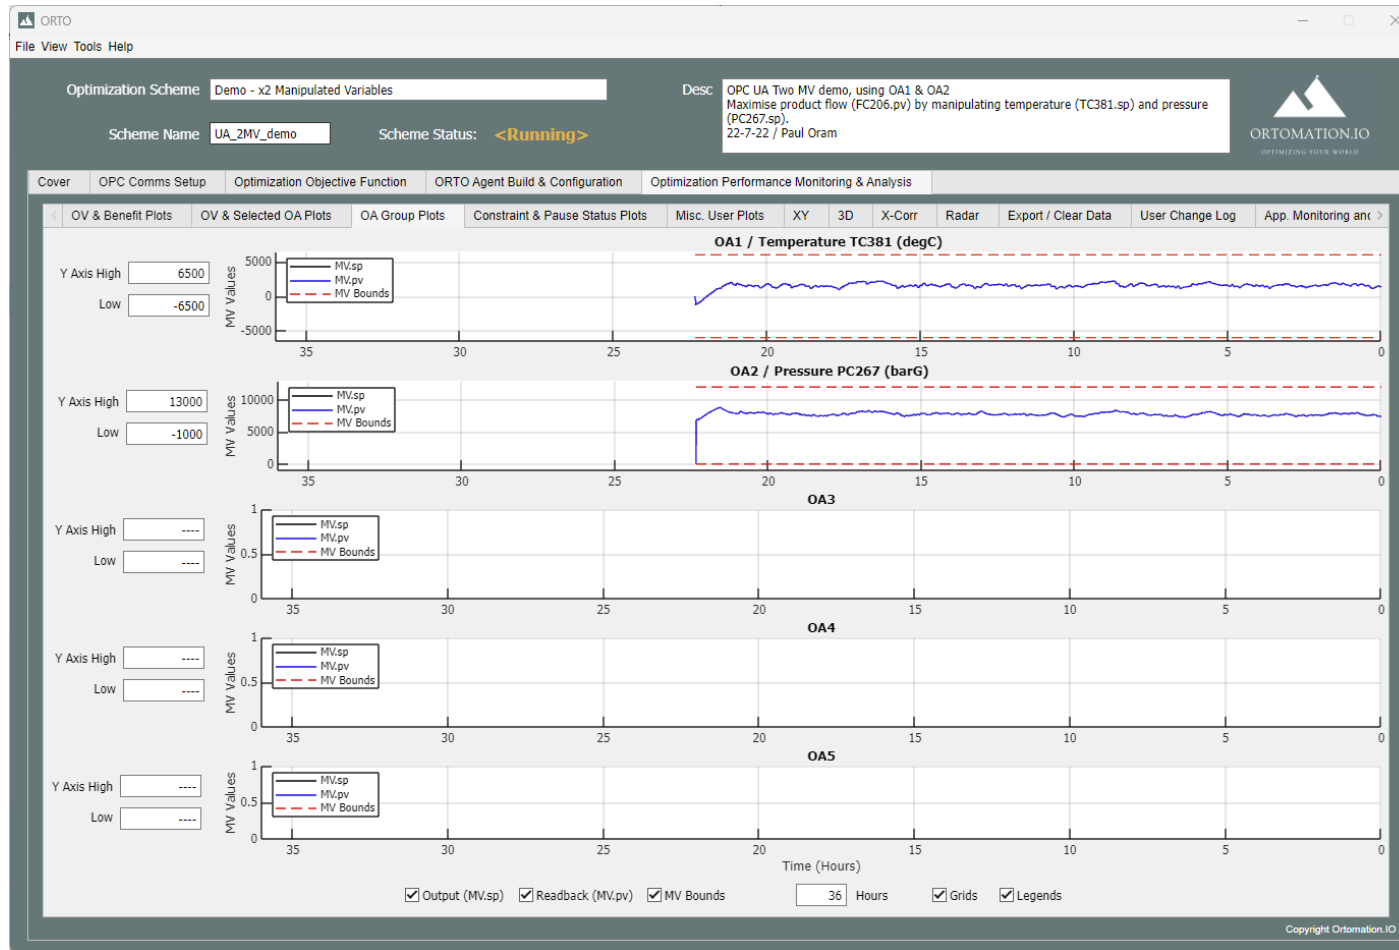 ORTO
File View Tools Help
Optimization Scheme Demo - x2 Manipulated Variables
Desc OPC UA Two MV demo, using OA1 & OA2
Maximise product flow (FC206.pv) by manipulating temperature (TC381.sp) and pressure
(PC267.sp).
22-7-22 / Paul Oram
Scheme Name UA_2MV_demo Scheme Status: <Running>
ORTOMATION.IO
OPTIMIZING YOUR WORLD
Cover OPC Comms Setup Optimization Objective Function ORTO Agent Build & Configuration Optimization Performance Monitoring & Analysis
< OV & Benefit Plots OV & Selected OA Plots OA Group Plots Constraint & Pause Status Plots Misc. User Plots XY 3D X-Corr Radar Export / Clear Data User Change Log App. Monitoring and >
OA1 / Temperature TC381 (degC)
Y Axis High 6500
Low -6500
MV Values
5000
0
-5000
MV.sp
MV.pv
MV Bounds
35 30 25 20 15 10 5 0
OA2 / Pressure PC267 (barG)
Y Axis High 13000
Low -1000
MV Values
10000
5000
0
MV.sp
MV.pv
MV Bounds
35 30 25 20 15 10 5 0
OA3
Y Axis High ----
Low ----
MV Values
1
0.5
0
MV.sp
MV.pv
MV Bounds
35 30 25 20 15 10 5 0
OA4
Y Axis High ----
Low ----
MV Values
1
0.5
0
MV.sp
MV.pv
MV Bounds
35 30 25 20 15 10 5 0
OA5
Y Axis High ----
Low ----
MV Values
1
0.5
0
MV.sp
MV.pv
MV Bounds
35 30 25 20 15 10 5 0
Time (Hours)
Output (MV.sp) Readback (MV.pv) MV Bounds 36 Hours Grids Legends
Copyright Ortomation.IO